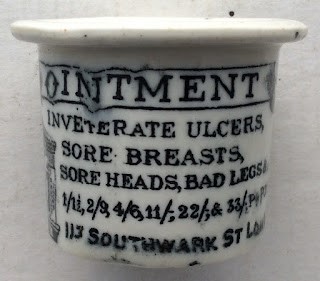 OINTMENT
INVETERATE ULCERS,
SORE BREASTS,
SORE HEADS, BAD LEGS
1/1½, 2/9, 4/6, 11/-, 22/- & 33/-
113 SOUTHWARK ST